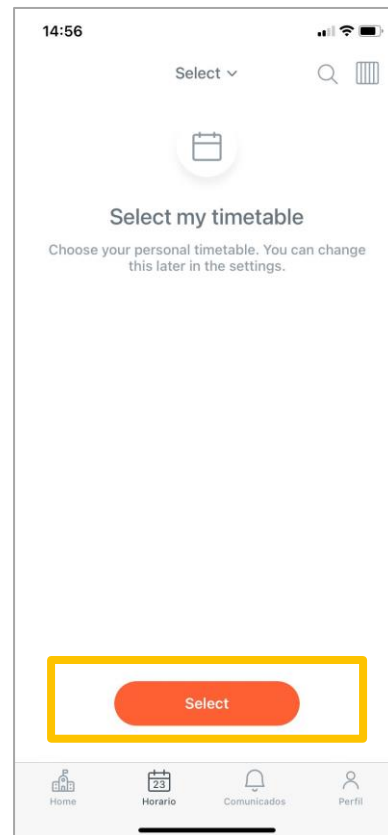 14:56
Select
Select my timetable
Choose your personal timetable. You can change
this later in the settings.
Select
23
Home Horario Comunicados Perfil